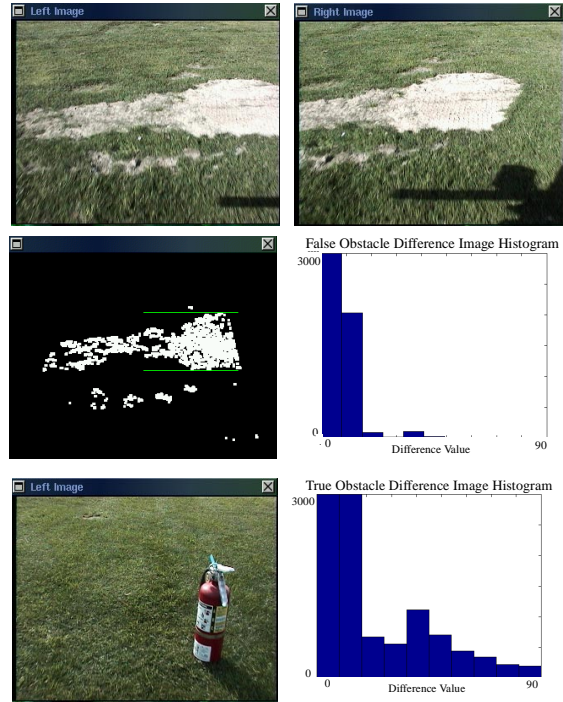 Left Image
Right Image
False Obstacle Difference Image Histogram
3000
0
0
90
Difference Value
Left Image
True Obstacle Difference Image Histogram
3000
0
0
90
Difference Value